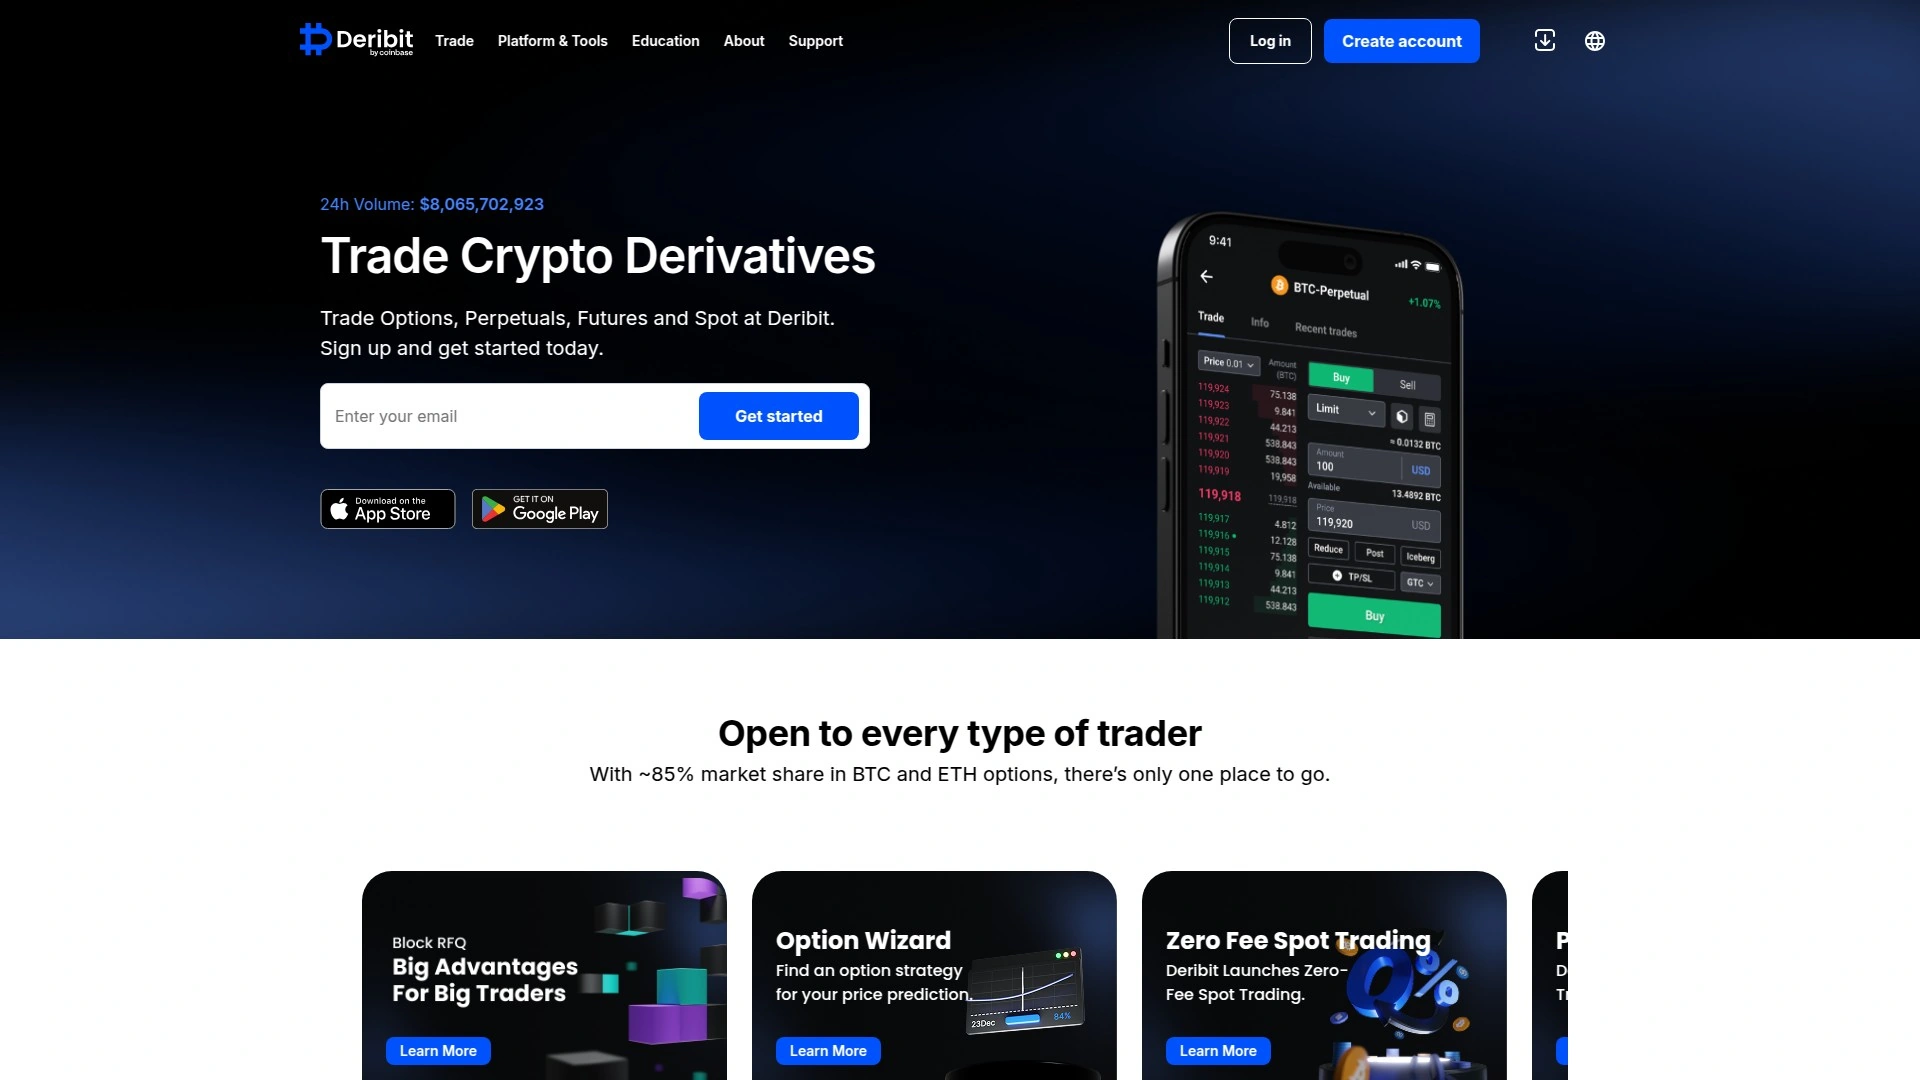 Deribit
by coinbase
Trade
Platform & Tools
Education
About
Support
Log in
Create account
24h Volume: $8,065,702,923
Trade Crypto Derivatives
Trade Options, Perpetuals, Futures and Spot at Deribit.
Sign up and get started today.
Enter your email
Get started
Download on the
App Store
GET IT ON
Google Play
9:41
BTC-Perpetual
+1.07%
Trade
Info
Recent trades
Price 0.01
Amount
(BTC)
119,924 75.138
119,923 9.841
119,922 44.213
119,921 538.843
119,920 538.843
119,919 19,958
119,918 119,918
119,917 4.812
119,916 12.128
119,915 75.138
119,914 9.841
119,913 44.213
119,912 538.843
Buy
Sell
Limit
≈ 0.0132 BTC
Amount
100
USD
Available
13.4892 BTC
Price
119,920
USD
Reduce
Post
Iceberg
TP/SL
GTC
Buy
Open to every type of trader
With ~85% market share in BTC and ETH options, there’s only one place to go.
Block RFQ
Big Advantages
For Big Traders
Learn More
Option Wizard
Find an option strategy
for your price prediction.
23Dec
84%
Learn More
Zero Fee Spot Trading
Deribit Launches Zero-
Fee Spot Trading.
Learn More